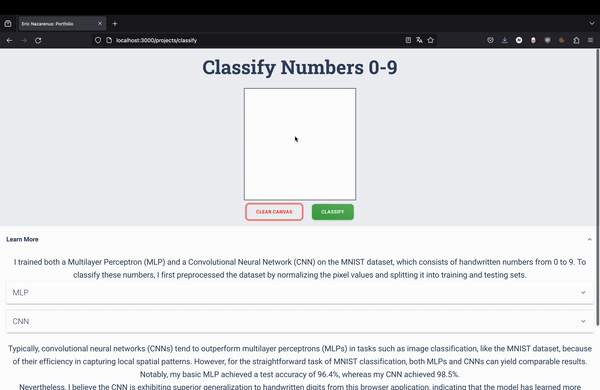 Eric Nazarenus: Portfolio
localhost:3000/projects/classify
Classify Numbers 0-9
CLEAR CANVAS
CLASSIFY
Learn More
I trained both a Multilayer Perceptron (MLP) and a Convolutional Neural Network (CNN) on the MNIST dataset, which consists of handwritten numbers from 0 to 9. To
classify these numbers, I first preprocessed the dataset by normalizing the pixel values and splitting it into training and testing sets.
MLP
CNN
Typically, convolutional neural networks (CNNs) tend to outperform multilayer perceptrons (MLPs) in tasks such as image classification, like the MNIST dataset, because
of their efficiency in capturing local spatial patterns. However, for the straightforward task of MNIST classification, both MLPs and CNNs can yield comparable results.
Notably, my basic MLP achieved a test accuracy of 96.4%, whereas my CNN achieved 98.5%.
Nevertheless, I believe the CNN is exhibiting superior generalization to handwritten digits from this browser application, indicating that the model has learned more